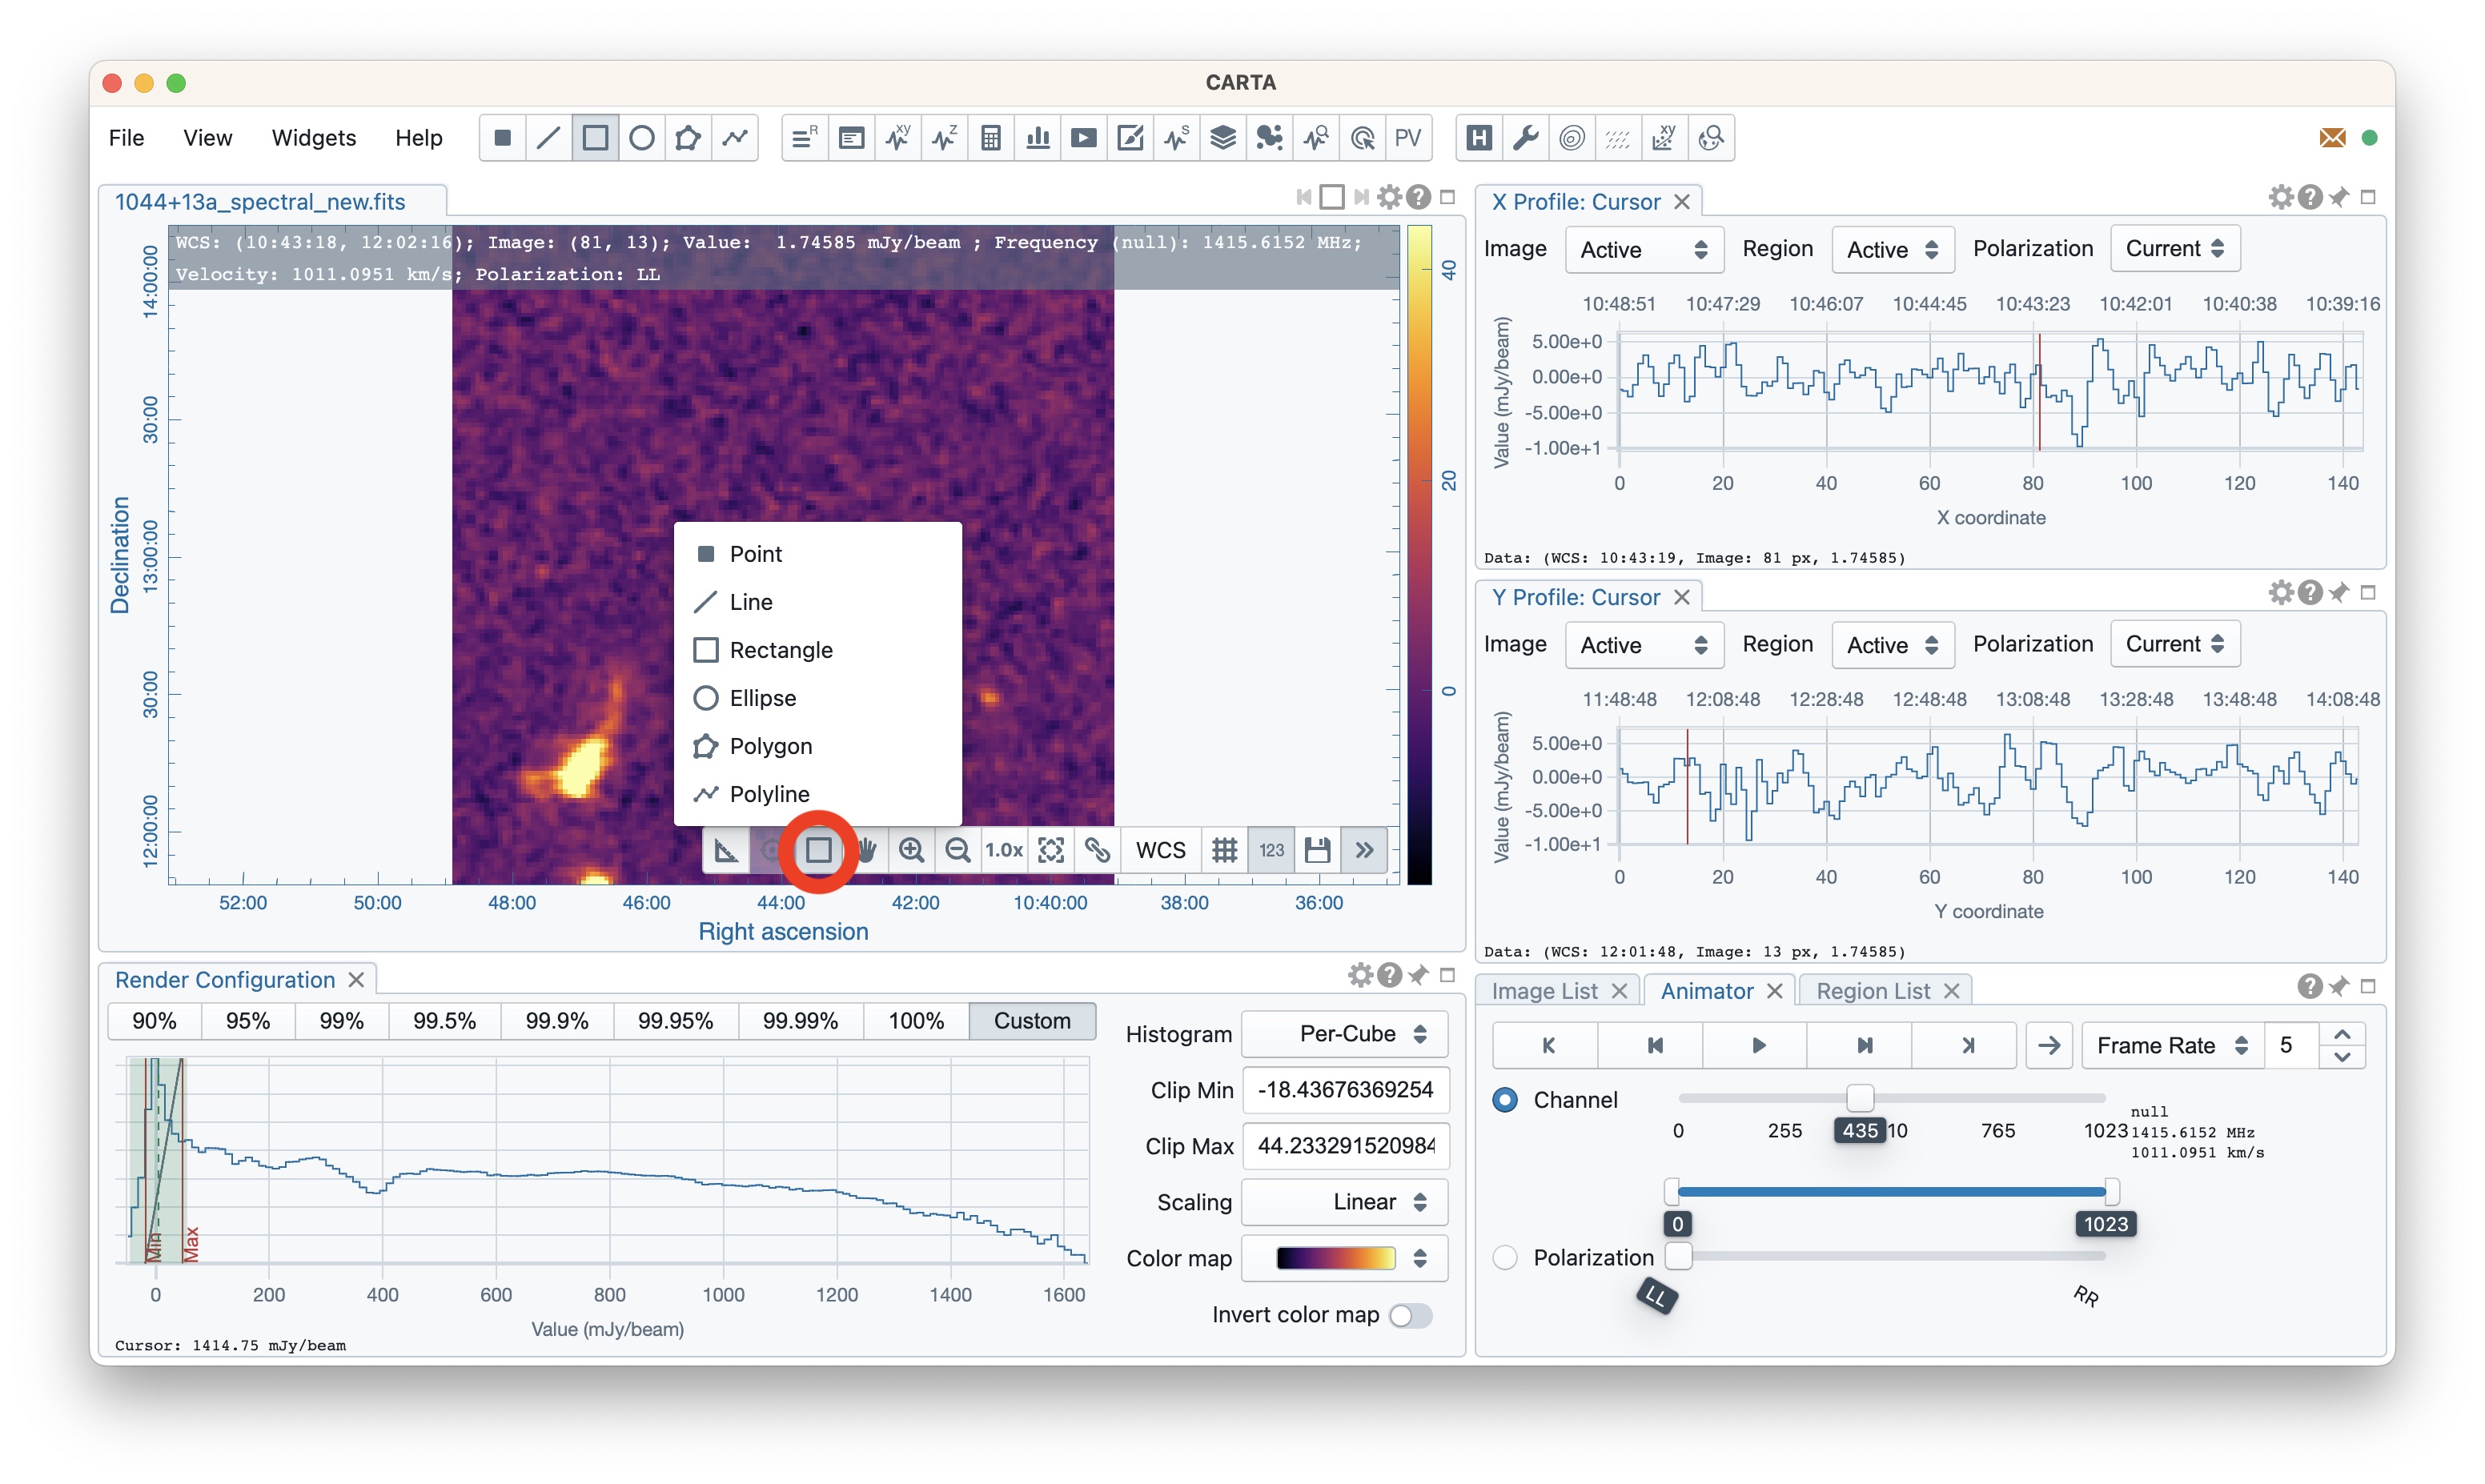 CARTA
File View Widgets Help
R XY Z S PV H XY
1044+13a_spectral_new.fits
WCS: (10:43:18, 12:02:16); Image: (81, 13); Value: 1.74585 mJy/beam ; Frequency (null): 1415.6152 MHz;
Velocity: 1011.0951 km/s; Polarization: LL
Declination
14:00:00
30:00
13:00:00
30:00
12:00:00
40
20
0
Point
Line
Rectangle
Ellipse
Polygon
Polyline
1.0x WCS 123
52:00 50:00 48:00 46:00 44:00 42:00 10:40:00 38:00 36:00
Right ascension
X Profile: Cursor
Image Active Region Active Polarization Current
10:48:51 10:47:29 10:46:07 10:44:45 10:43:23 10:42:01 10:40:38 10:39:16
Value (mJy/beam)
5.00e+0
0.00e+0
-5.00e+0
-1.00e+1
0 20 40 60 80 100 120 140
X coordinate
Data: (WCS: 10:43:19, Image: 81 px, 1.74585)
Y Profile: Cursor
Image Active Region Active Polarization Current
11:48:48 12:08:48 12:28:48 12:48:48 13:08:48 13:28:48 13:48:48 14:08:48
Value (mJy/beam)
5.00e+0
0.00e+0
-5.00e+0
-1.00e+1
0 20 40 60 80 100 120 140
Y coordinate
Data: (WCS: 12:01:48, Image: 13 px, 1.74585)
Render Configuration
90% 95% 99% 99.5% 99.9% 99.95% 99.99% 100% Custom
Min Max
0 200 400 600 800 1000 1200 1400 1600
Value (mJy/beam)
Cursor: 1414.75 mJy/beam
Histogram Per-Cube
Clip Min -18.43676369254
Clip Max 44.233291520984
Scaling Linear
Color map
Invert color map
Image List Animator Region List
Frame Rate 5
Channel
0 255 435 10 765 1023
null
1415.6152 MHz
1011.0951 km/s
0 1023
Polarization
LL RR